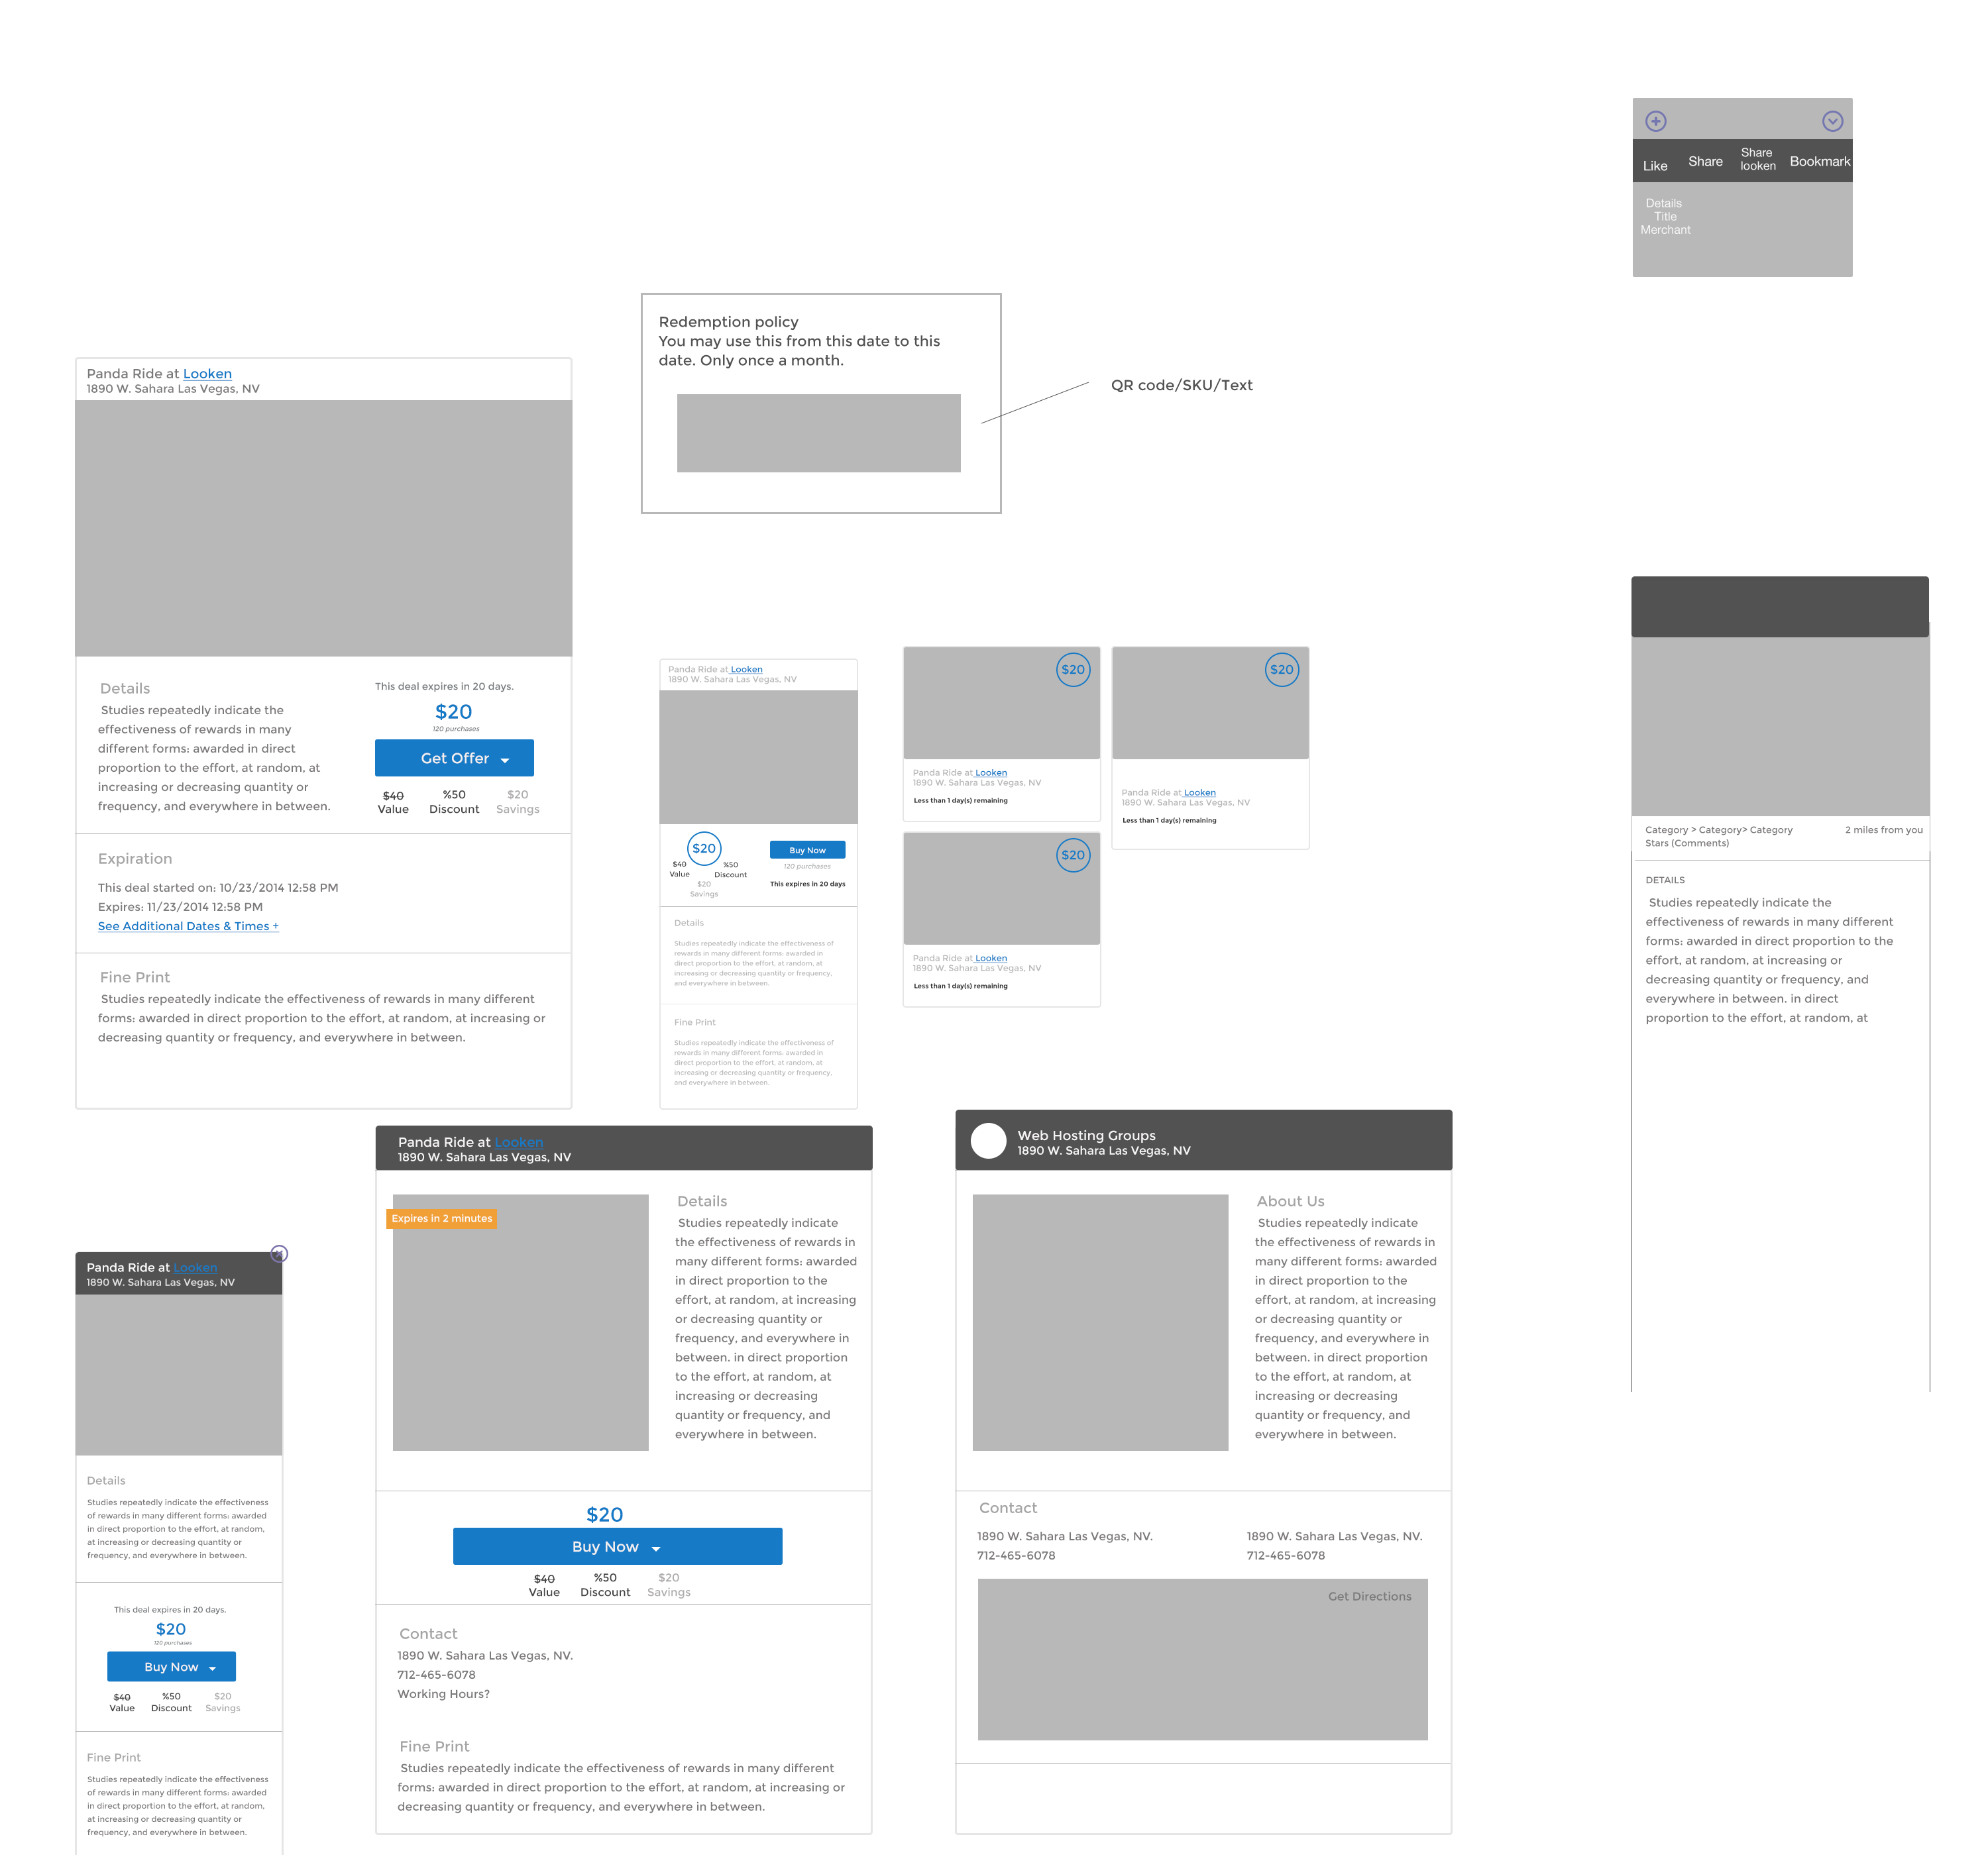 Like
Share
Share
looken
Bookmark
Details
Title
Merchant
Redemption policy
You may use this from this date to this
date. Only once a month.
QR code/SKU/Text
Panda Ride at Looken
1890 W. Sahara Las Vegas, NV
Details
Studies repeatedly indicate the
effectiveness of rewards in many
different forms: awarded in direct
proportion to the effort, at random, at
increasing or decreasing quantity or
frequency, and everywhere in between.
This deal expires in 20 days.
$20
120 purchases
Get Offer
$40
Value
%50
Discount
$20
Savings
Expiration
This deal started on: 10/23/2014 12:58 PM
Expires: 11/23/2014 12:58 PM
See Additional Dates & Times +
Fine Print
Studies repeatedly indicate the effectiveness of rewards in many different
forms: awarded in direct proportion to the effort, at random, at increasing or
decreasing quantity or frequency, and everywhere in between.
Panda Ride at Looken
1890 W. Sahara Las Vegas, NV
$20
$40
Value
%50
Discount
$20
Savings
Buy Now
120 purchases
This expires in 20 days
Details
Studies repeatedly indicate the effectiveness of
rewards in many different forms: awarded in
direct proportion to the effort, at random, at
increasing or decreasing quantity or frequency,
and everywhere in between.
Fine Print
Studies repeatedly indicate the effectiveness of
rewards in many different forms: awarded in
direct proportion to the effort, at random, at
increasing or decreasing quantity or frequency,
and everywhere in between.
$20
Panda Ride at Looken
1890 W. Sahara Las Vegas, NV
Less than 1 day(s) remaining
$20
Panda Ride at Looken
1890 W. Sahara Las Vegas, NV
Less than 1 day(s) remaining
$20
Panda Ride at Looken
1890 W. Sahara Las Vegas, NV
Less than 1 day(s) remaining
Category > Category> Category
2 miles from you
Stars (Comments)
DETAILS
Studies repeatedly indicate the
effectiveness of rewards in many different
forms: awarded in direct proportion to the
effort, at random, at increasing or
decreasing quantity or frequency, and
everywhere in between. in direct
proportion to the effort, at random, at
Panda Ride at Looken
1890 W. Sahara Las Vegas, NV
Details
Studies repeatedly indicate the effectiveness
of rewards in many different forms: awarded
in direct proportion to the effort, at random,
at increasing or decreasing quantity or
frequency, and everywhere in between.
This deal expires in 20 days.
$20
120 purchases
Buy Now
$40
Value
%50
Discount
$20
Savings
Fine Print
Studies repeatedly indicate the effectiveness
of rewards in many different forms: awarded
in direct proportion to the effort, at random,
at increasing or decreasing quantity or
frequency, and everywhere in between.
Panda Ride at Looken
1890 W. Sahara Las Vegas, NV
Expires in 2 minutes
Details
Studies repeatedly indicate
the effectiveness of rewards in
many different forms: awarded
in direct proportion to the
effort, at random, at increasing
or decreasing quantity or
frequency, and everywhere in
between. in direct proportion
to the effort, at random, at
increasing or decreasing
quantity or frequency, and
everywhere in between.
$20
Buy Now
$40
Value
%50
Discount
$20
Savings
Contact
1890 W. Sahara Las Vegas, NV.
712-465-6078
Working Hours?
Fine Print
Studies repeatedly indicate the effectiveness of rewards in many different
forms: awarded in direct proportion to the effort, at random, at increasing or
decreasing quantity or frequency, and everywhere in between.
Web Hosting Groups
1890 W. Sahara Las Vegas, NV
About Us
Studies repeatedly indicate
the effectiveness of rewards in
many different forms: awarded
in direct proportion to the
effort, at random, at increasing
or decreasing quantity or
frequency, and everywhere in
between. in direct proportion
to the effort, at random, at
increasing or decreasing
quantity or frequency, and
everywhere in between.
Contact
1890 W. Sahara Las Vegas, NV.
712-465-6078
1890 W. Sahara Las Vegas, NV.
712-465-6078
Get Directions